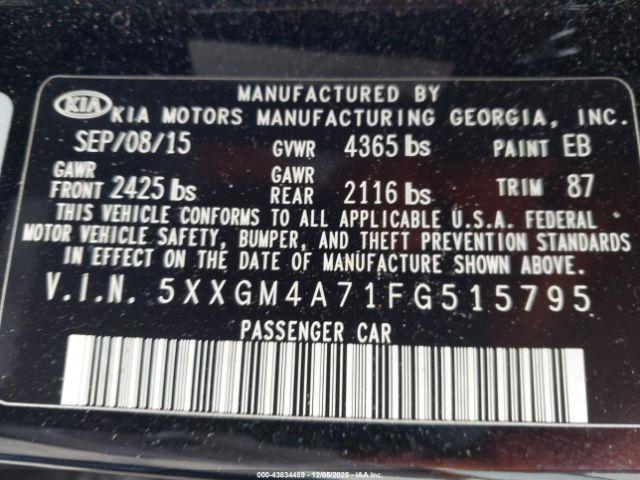 MANUFACTURED BY
KIA KIA MOTORS MANUFACTURING GEORGIA, INC.
SEP/08/15 GVWR 4365 lbs PAINT EB
GAWR FRONT 2425 lbs GAWR REAR 2116 lbs TRIM 87
THIS VEHICLE CONFORMS TO ALL APPLICABLE U.S.A. FEDERAL
MOTOR VEHICLE SAFETY, BUMPER, AND THEFT PREVENTION STANDARDS
IN EFFECT ON THE DATE OF MANUFACTURE SHOWN ABOVE.
V.I.N. 5XXGM4A71FG515795
PASSENGER CAR
000-43834489 12/05/2025 - IAA Inc.